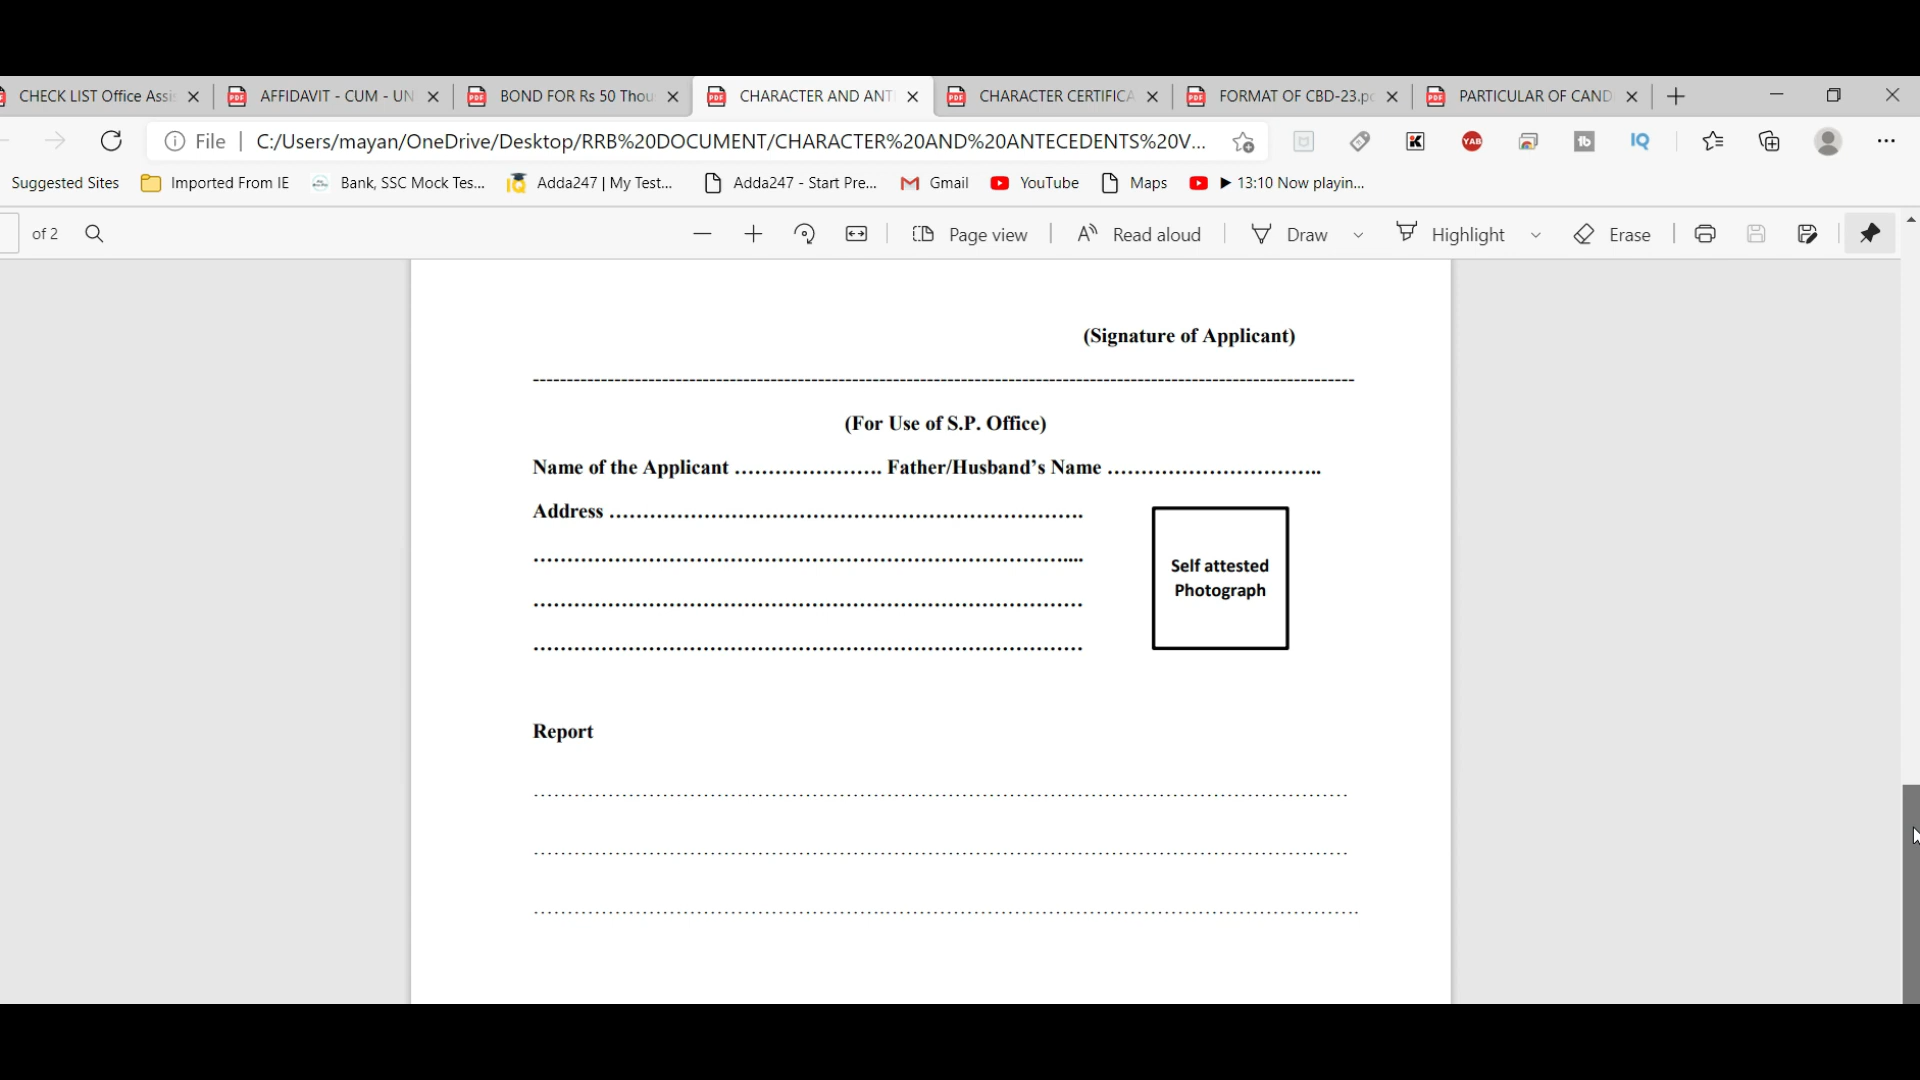 CHECK LIST Office Assi
AFFIDAVIT - CUM - UN
BOND FOR Rs 50 Thou
CHARACTER AND ANT
CHARACTER CERTIFICA
FORMAT OF CBD-23.p
PARTICULAR OF CAND
File
C:/Users/mayan/OneDrive/Desktop/RRB%20DOCUMENT/CHARACTER%20AND%20ANTECEDENTS%20V...
YAB
IQ
Suggested Sites
Imported From IE
Bank, SSC Mock Tes...
Adda247 | My Test...
Adda247 - Start Pre...
Gmail
YouTube
Maps
▶ 13:10 Now playin...
of 2
Page view
Read aloud
Draw
Highlight
Erase
(Signature of Applicant)
(For Use of S.P. Office)
Name of the Applicant ...................... Father/Husband's Name ................................
Address ......................................................................
Self attested
Photograph
Report